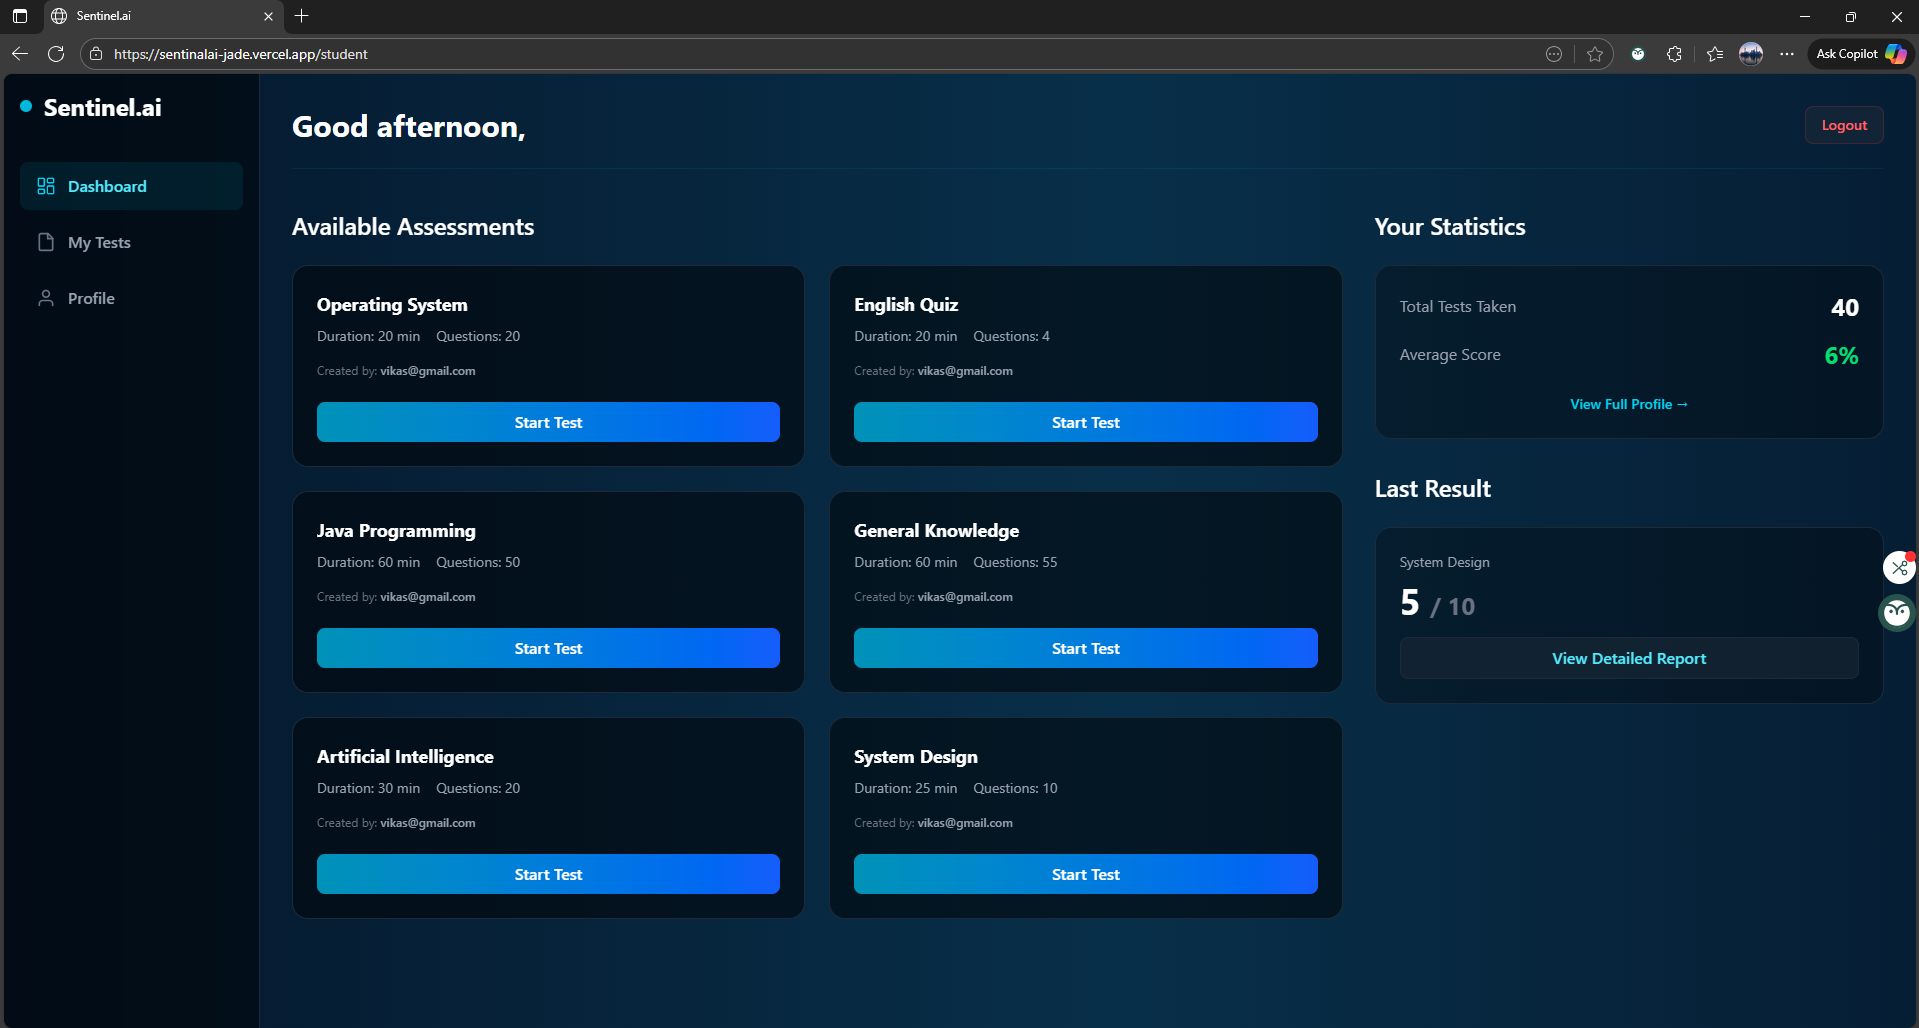 Sentinel.ai
https://sentinalai-jade.vercel.app/student
Ask Copilot
Sentinel.ai
Dashboard
My Tests
Profile
Good afternoon,
Logout
Available Assessments
Operating System
Duration: 20 min Questions: 20
Created by: vikas@gmail.com
Start Test
English Quiz
Duration: 20 min Questions: 4
Created by: vikas@gmail.com
Start Test
Java Programming
Duration: 60 min Questions: 50
Created by: vikas@gmail.com
Start Test
General Knowledge
Duration: 60 min Questions: 55
Created by: vikas@gmail.com
Start Test
Artificial Intelligence
Duration: 30 min Questions: 20
Created by: vikas@gmail.com
Start Test
System Design
Duration: 25 min Questions: 10
Created by: vikas@gmail.com
Start Test
Your Statistics
Total Tests Taken 40
Average Score 6%
View Full Profile →
Last Result
System Design
5 / 10
View Detailed Report